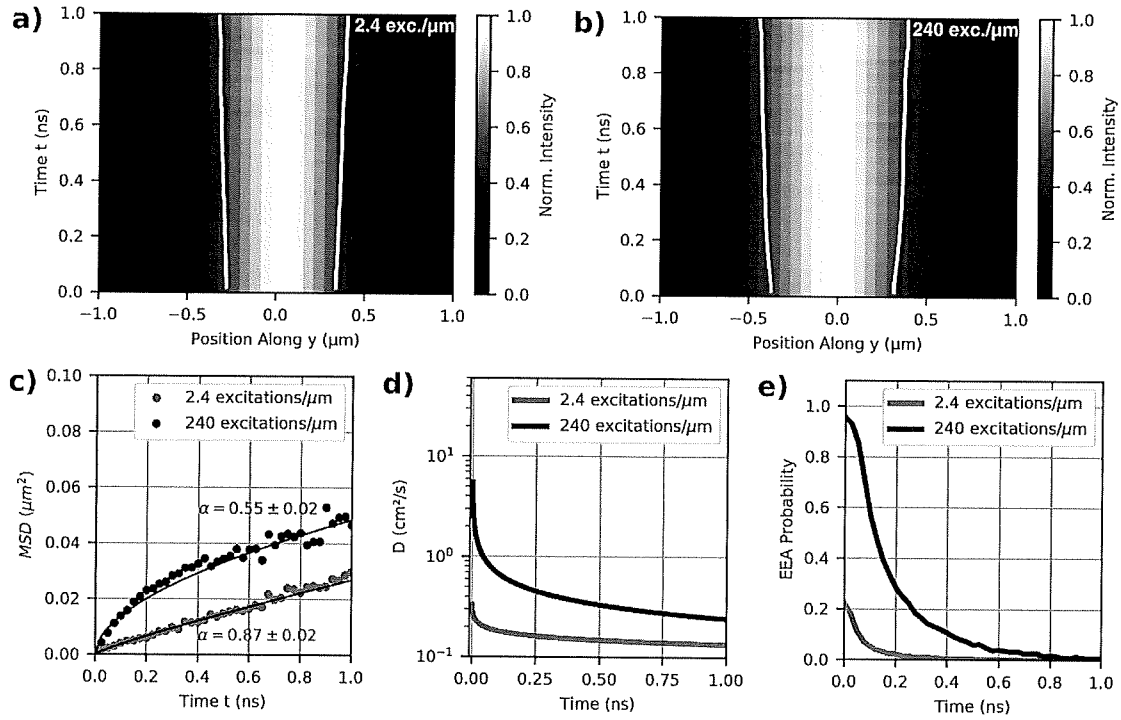 a)
2.4 exc./μm
1.0
0.8
0.6
0.4
0.2
0.0
Time t (ns)
−1.0 −0.5 0.0 0.5 1.0
Position Along y (μm)
1.0
0.8
0.6
0.4
0.2
0.0
Norm. Intensity
b)
240 exc./μm
1.0
0.8
0.6
0.4
0.2
0.0
Time t (ns)
−1.0 −0.5 0.0 0.5 1.0
Position Along y (μm)
1.0
0.8
0.6
0.4
0.2
0.0
Norm. Intensity
c)
0.10
0.08
0.06
0.04
0.02
0.00
MSD (μm²)
2.4 excitations/μm
240 excitations/μm
α = 0.55 ± 0.02
α = 0.87 ± 0.02
0.0 0.2 0.4 0.6 0.8 1.0
Time t (ns)
d)
10¹
10⁰
10⁻¹
D (cm²/s)
2.4 excitations/μm
240 excitations/μm
0.00 0.25 0.50 0.75 1.00
Time (ns)
e)
1.0
0.8
0.6
0.4
0.2
0.0
EEA Probability
2.4 excitations/μm
240 excitations/μm
0.0 0.2 0.4 0.6 0.8 1.0
Time (ns)